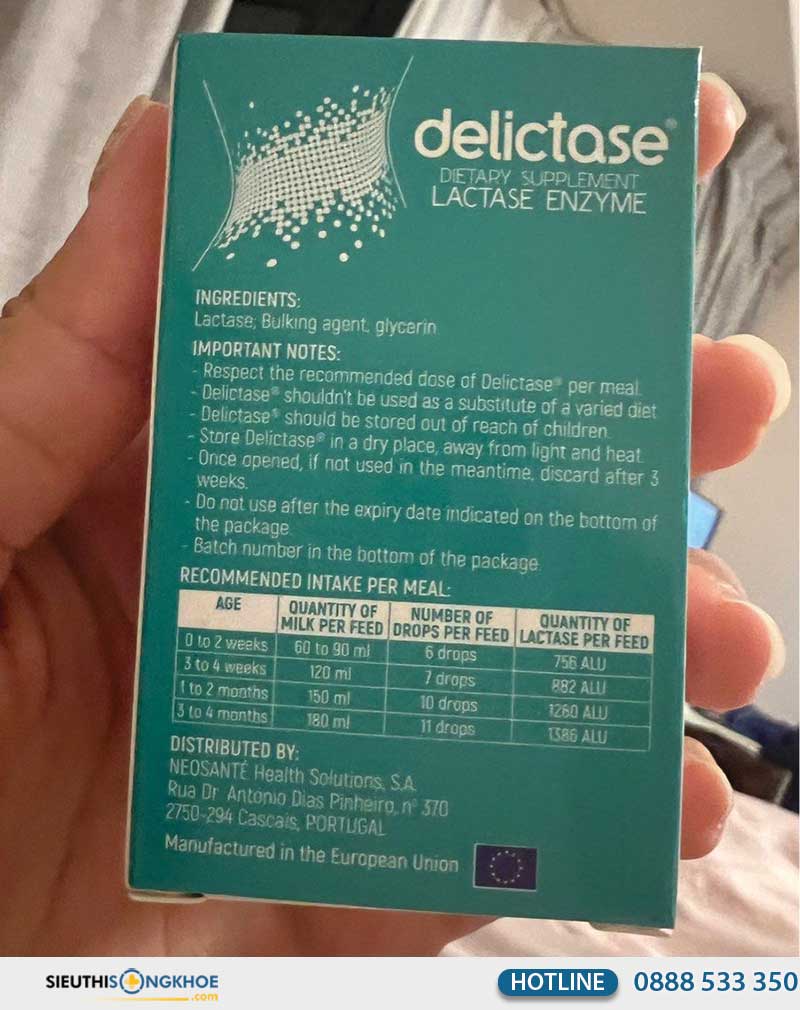 delictase®
DIETARY SUPPLEMENT
LACTASE ENZYME
INGREDIENTS:
Lactase; Bulking agent, glycerin
IMPORTANT NOTES:
- Respect the recommended dose of Delictase® per meal.
- Delictase® shouldn't be used as a substitute of a varied diet
- Delictase® should be stored out of reach of children.
- Store Delictase® in a dry place, away from light and heat
- Once opened, if not used in the meantime, discard after 3
weeks.
- Do not use after the expiry date indicated on the bottom of
the package.
- Batch number in the bottom of the package.
RECOMMENDED INTAKE PER MEAL:
AGE QUANTITY OF MILK PER FEED NUMBER OF DROPS PER FEED QUANTITY OF LACTASE PER FEED
0 to 2 weeks 60 to 90 ml 6 drops 756 ALU
3 to 4 weeks 120 ml 7 drops 882 ALU
1 to 2 months 150 ml 10 drops 1260 ALU
3 to 4 months 180 ml 11 drops 1386 ALU
DISTRIBUTED BY:
NEOSANTÉ Health Solutions, S.A.
Rua Dr António Dias Pinheiro, nº 370
2750-294 Cascais, PORTUGAL
Manufactured in the European Union
SIEUTHISONGKHOE
.com
HOTLINE 0888 533 350